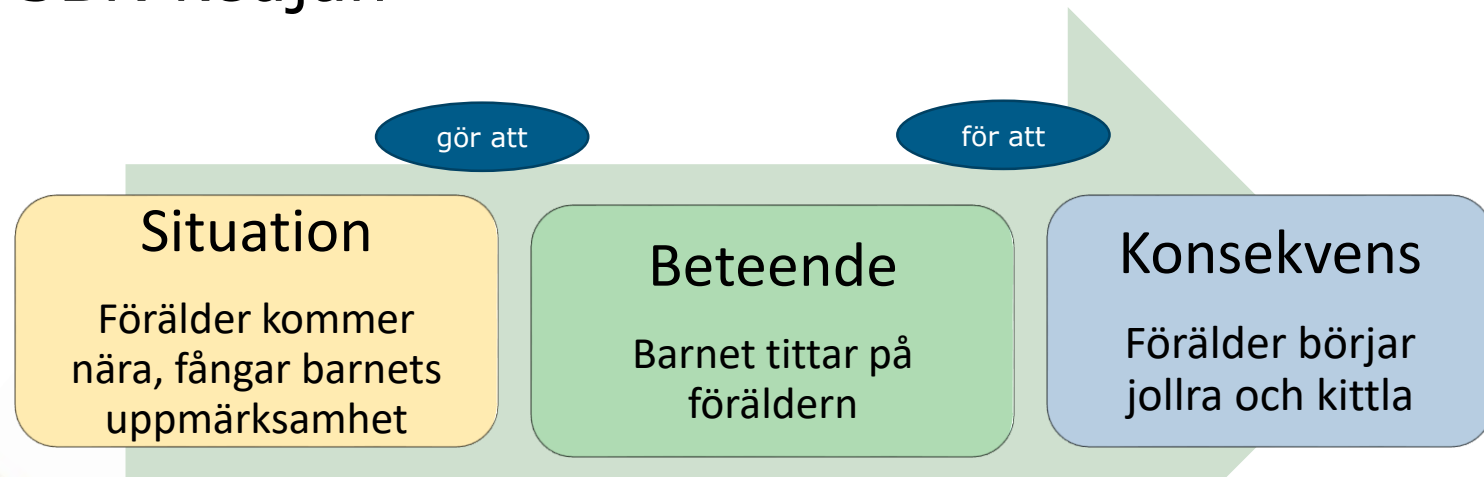 gör att
för att
Situation
Förälder kommer
nära, fångar barnets
uppmärksamhet
Beteende
Barnet tittar på
föräldern
Konsekvens
Förälder börjar
jollra och kittla